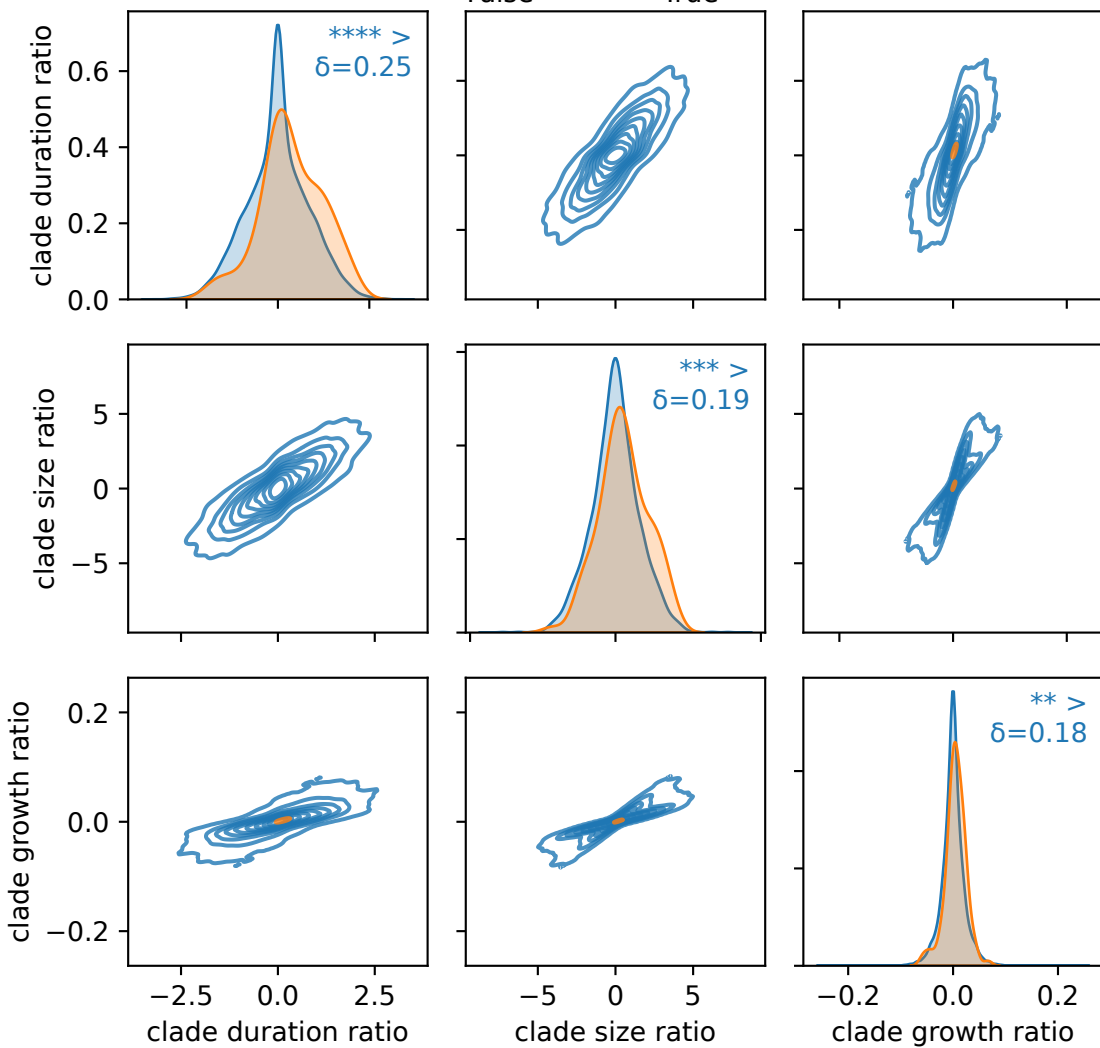 clade duration ratio
0.6
0.4
0.2
0.0
**** >
δ=0.25
clade size ratio
5
0
−5
*** >
δ=0.19
clade growth ratio
0.2
0.0
−0.2
** >
δ=0.18
−2.5 0.0 2.5
−5 0 5
−0.2 0.0 0.2
clade duration ratio
clade size ratio
clade growth ratio